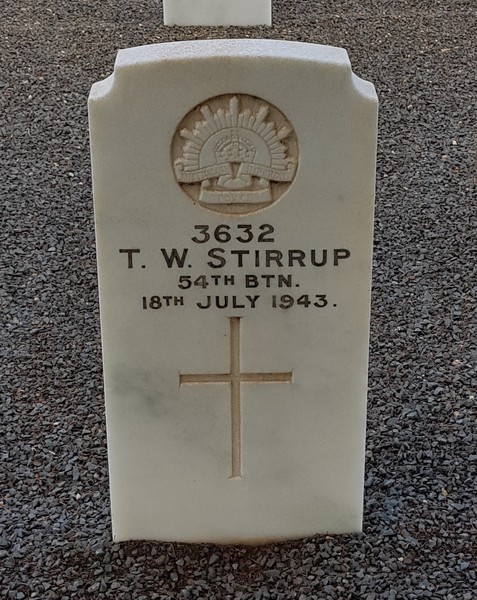 3632
T. W. STIRRUP
54TH BTN.
18TH JULY 1943.